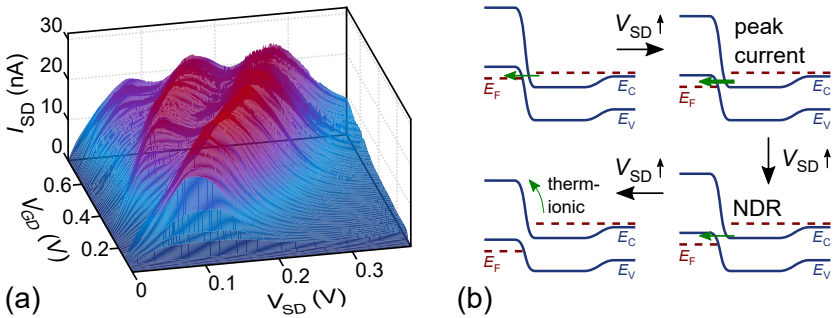 30
20
10
0
I_SD (nA)
0.6
0.4
0.2
V_GD (V)
0
0.1
0.2
0.3
V_SD (V)
(a)
V_SD ↑
peak
current
E_F
E_C
E_V
E_F
E_C
E_V
V_SD ↑
V_SD ↑
therm-
ionic
NDR
E_F
E_C
E_V
E_F
E_C
E_V
(b)